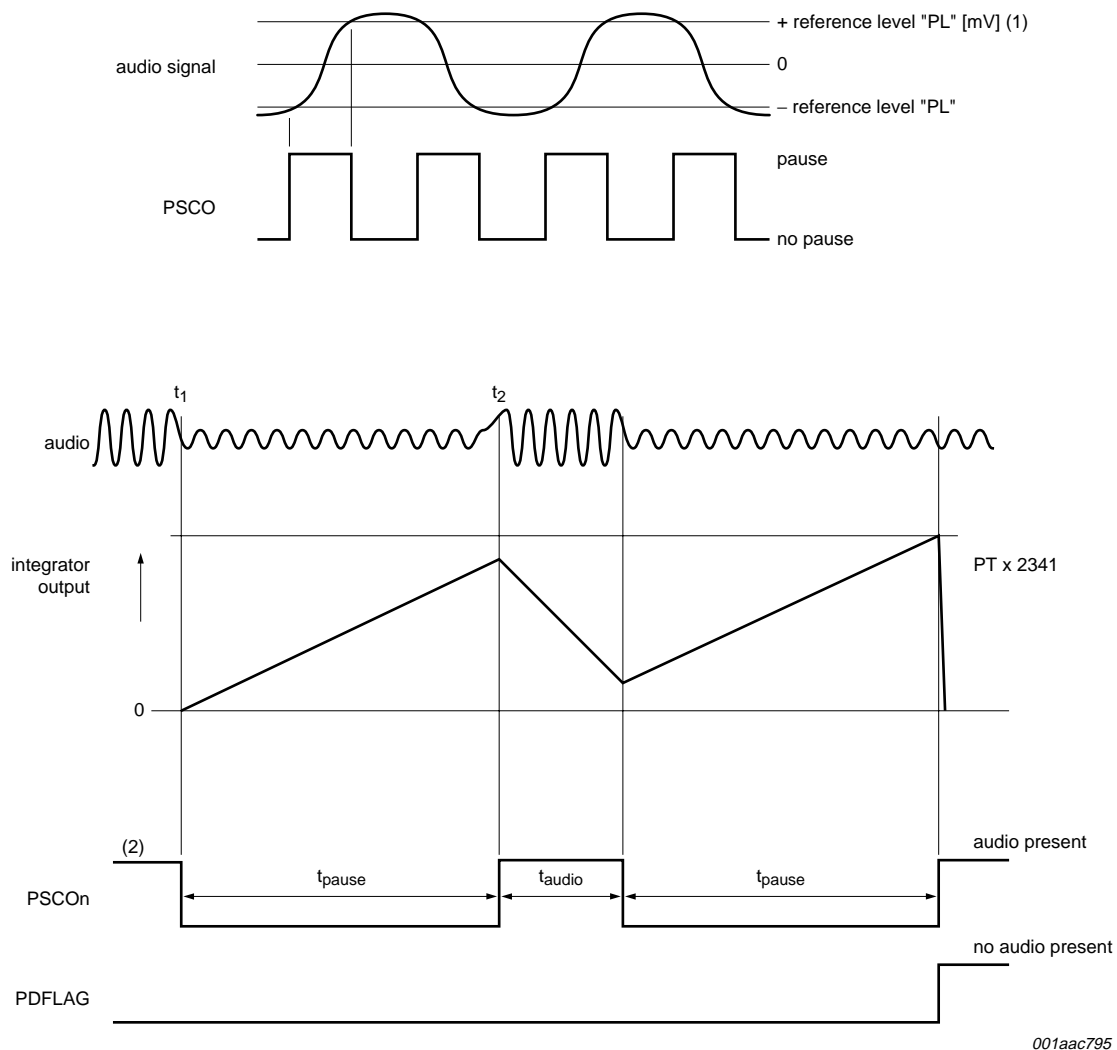 + reference level "PL" [mV] (1)
audio signal
0
− reference level "PL"
pause
PSCO
no pause
t1
t2
audio
integrator
output
PT x 2341
0
(2)
audio present
tpause
taudio
tpause
PSCOn
no audio present
PDFLAG
001aac795